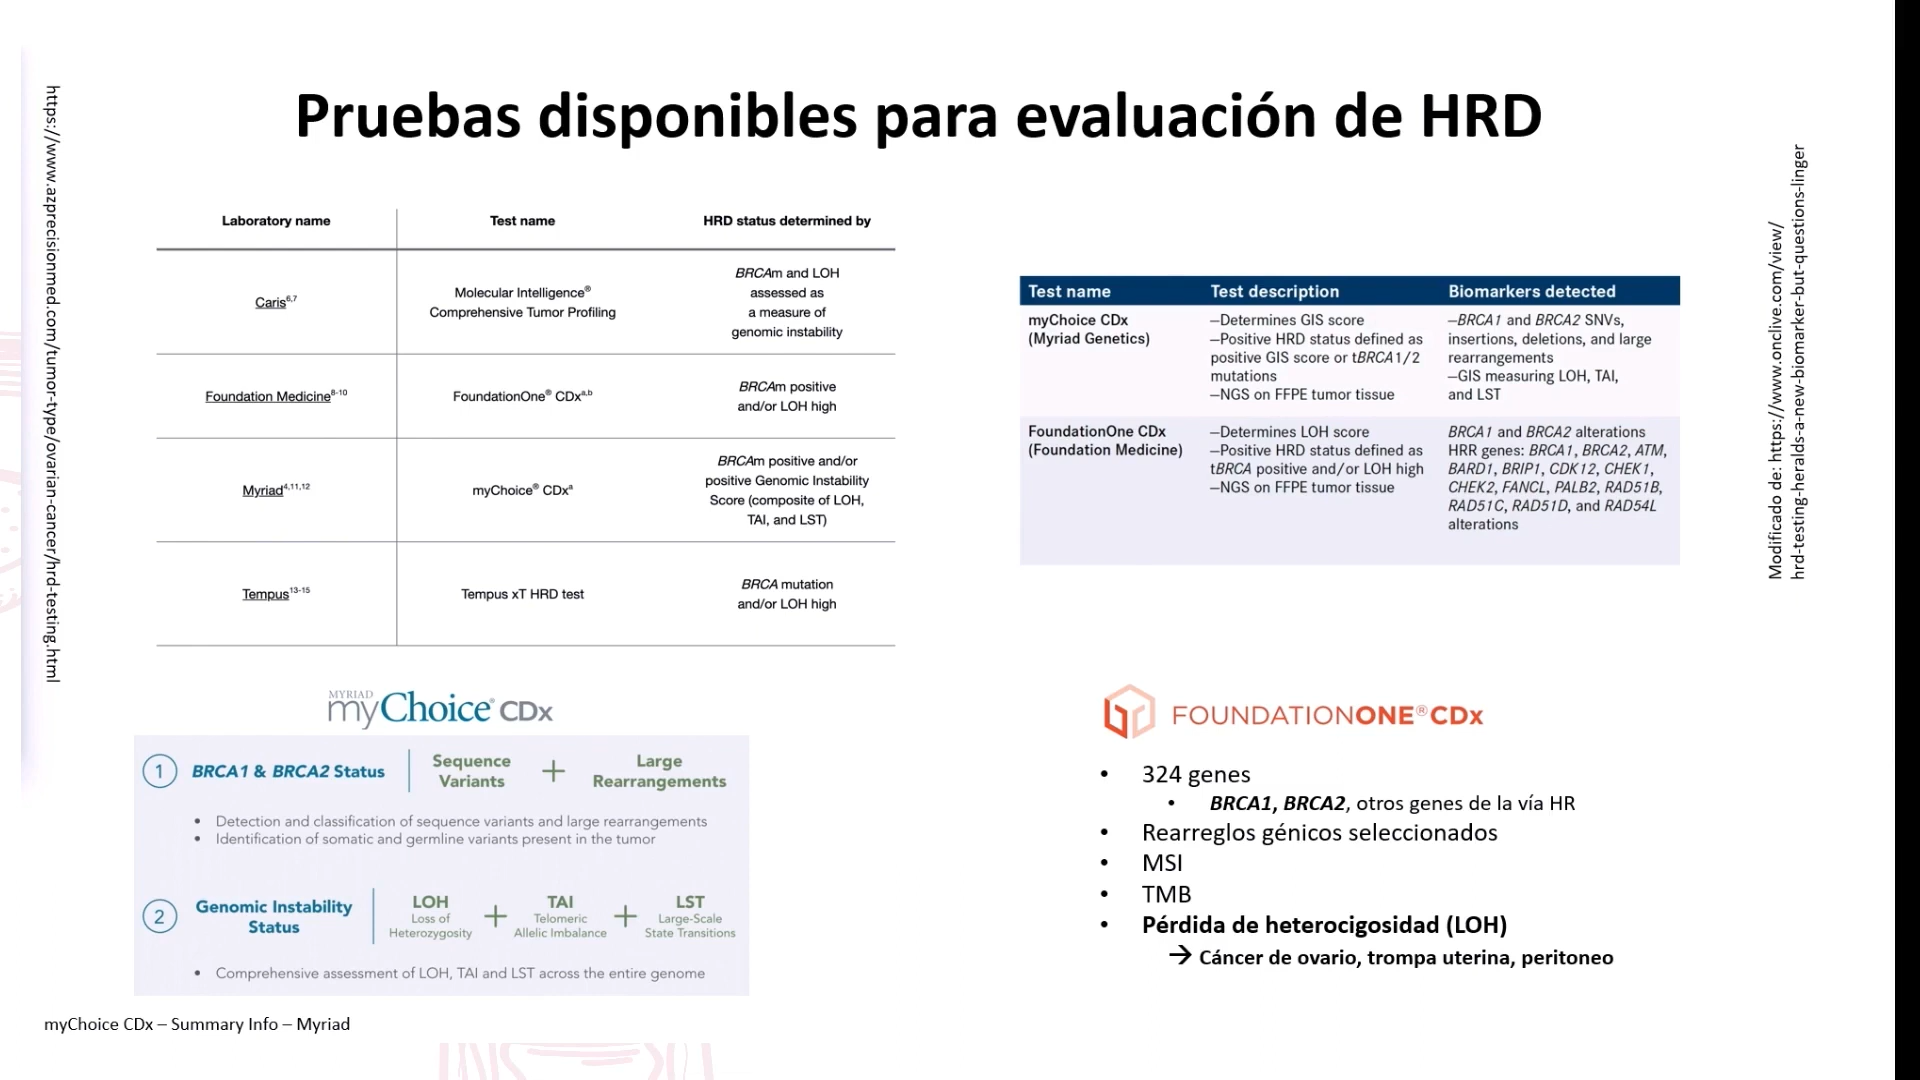 Pruebas disponibles para evaluación de HRD
https://www.azprecisionmed.com/tumor-type/ovarian-cancer/hrd-testing.html
Laboratory name
Test name
HRD status determined by
Caris6,7
Molecular Intelligence®
Comprehensive Tumor Profiling
BRCAm and LOH
assessed as
a measure of
genomic instability
Foundation Medicine8-10
FoundationOne® CDxa,b
BRCAm positive
and/or LOH high
Myriad4,11,12
myChoice® CDxa
BRCAm positive and/or
positive Genomic Instability
Score (composite of LOH,
TAI, and LST)
Tempus13-15
Tempus xT HRD test
BRCA mutation
and/or LOH high
Test name
Test description
Biomarkers detected
myChoice CDx
(Myriad Genetics)
–Determines GIS score
–Positive HRD status defined as
positive GIS score or tBRCA1/2
mutations
–NGS on FFPE tumor tissue
–BRCA1 and BRCA2 SNVs,
insertions, deletions, and large
rearrangements
–GIS measuring LOH, TAI,
and LST
FoundationOne CDx
(Foundation Medicine)
–Determines LOH score
–Positive HRD status defined as
tBRCA positive and/or LOH high
–NGS on FFPE tumor tissue
BRCA1 and BRCA2 alterations
HRR genes: BRCA1, BRCA2, ATM,
BARD1, BRIP1, CDK12, CHEK1,
CHEK2, FANCL, PALB2, RAD51B,
RAD51C, RAD51D, and RAD54L
alterations
Modificado de: https://www.onclive.com/view/
hrd-testing-heralds-a-new-biomarker-but-questions-linger
MYRIAD
myChoice® CDx
1
BRCA1 & BRCA2 Status
Sequence
Variants
+
Large
Rearrangements
• Detection and classification of sequence variants and large rearrangements
• Identification of somatic and germline variants present in the tumor
2
Genomic Instability
Status
LOH
Loss of
Heterozygosity
+
TAI
Telomeric
Allelic Imbalance
+
LST
Large-Scale
State Transitions
• Comprehensive assessment of LOH, TAI and LST across the entire genome
myChoice CDx – Summary Info – Myriad
FOUNDATIONONE®CDx
• 324 genes
• BRCA1, BRCA2, otros genes de la vía HR
• Rearreglos génicos seleccionados
• MSI
• TMB
• Pérdida de heterocigosidad (LOH)
→ Cáncer de ovario, trompa uterina, peritoneo